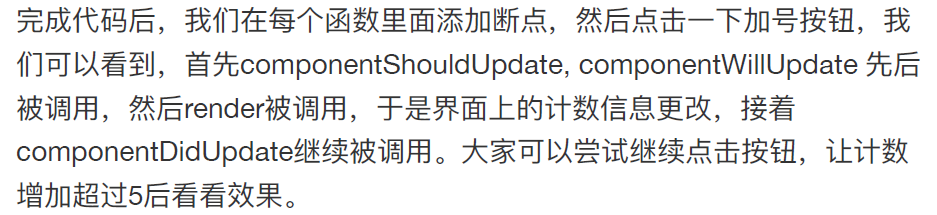 完成代码后，我们在每个函数里面添加断点，然后点击一下加号按钮，我
们可以看到，首先componentShouldUpdate, componentWillUpdate 先后
被调用，然后render被调用，于是界面上的计数信息更改，接着
componentDidUpdate继续被调用。大家可以尝试继续点击按钮，让计数
增加超过5后看看效果。